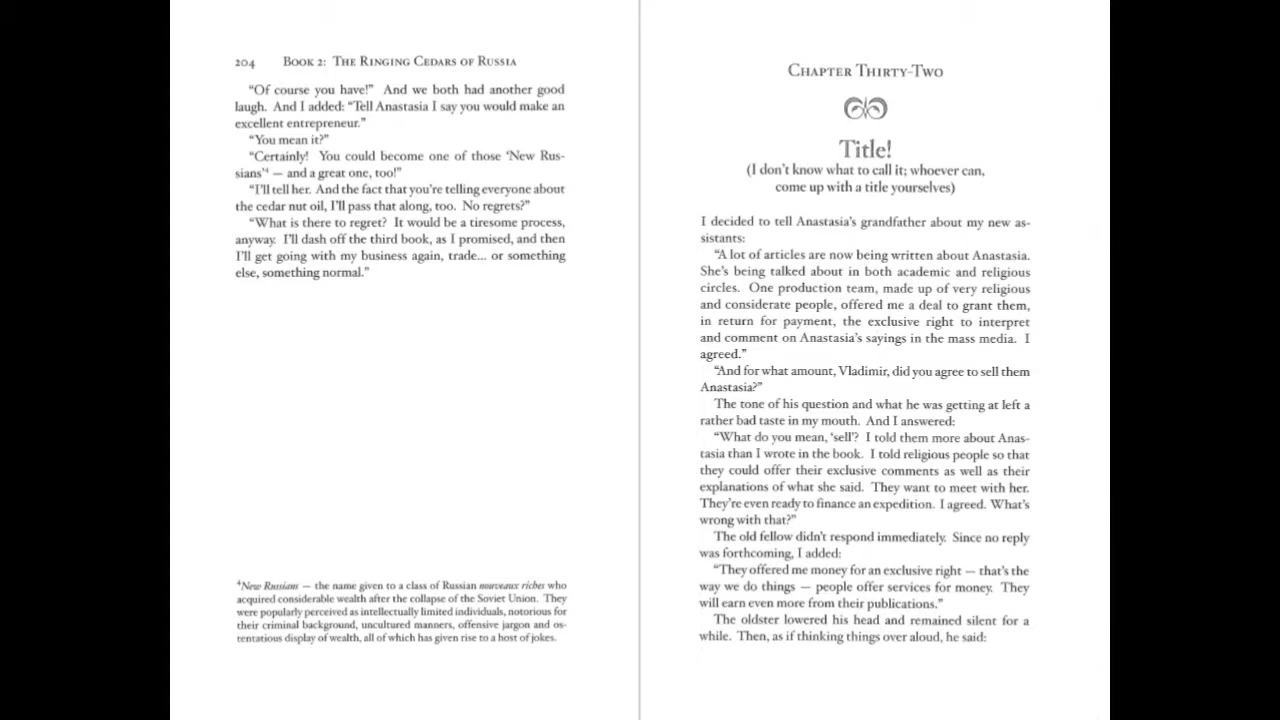 204 BOOK 2: THE RINGING CEDARS OF RUSSIA
“Of course you have!” And we both had another good
laugh. And I added: “Tell Anastasia I say you would make an
excellent entrepreneur.”
“You mean it?”
“Certainly! You could become one of those ‘New Rus-
sians’⁴ — and a great one, too!”
“I’ll tell her. And the fact that you’re telling everyone about
the cedar nut oil, I’ll pass that along, too. No regrets?”
“What is there to regret? It would be a tiresome process,
anyway. I’ll dash off the third book, as I promised, and then
I’ll get going with my business again, trade... or something
else, something normal.”
⁴New Russians — the name given to a class of Russian nouveaux riches who
acquired considerable wealth after the collapse of the Soviet Union. They
were popularly perceived as intellectually limited individuals, notorious for
their criminal background, uncultured manners, offensive jargon and os-
tentatious display of wealth, all of which has given rise to a host of jokes.
CHAPTER THIRTY-TWO
Title!
(I don’t know what to call it; whoever can,
come up with a title yourselves)
I decided to tell Anastasia’s grandfather about my new as-
sistants:
“A lot of articles are now being written about Anastasia.
She’s being talked about in both academic and religious
circles. One production team, made up of very religious
and considerate people, offered me a deal to grant them,
in return for payment, the exclusive right to interpret
and comment on Anastasia’s sayings in the mass media. I
agreed.”
“And for what amount, Vladimir, did you agree to sell them
Anastasia?”
The tone of his question and what he was getting at left a
rather bad taste in my mouth. And I answered:
“What do you mean, ‘sell’? I told them more about Anas-
tasia than I wrote in the book. I told religious people so that
they could offer their exclusive comments as well as their
explanations of what she said. They want to meet with her.
They’re even ready to finance an expedition. I agreed. What’s
wrong with that?”
The old fellow didn’t respond immediately. Since no reply
was forthcoming, I added:
“They offered me money for an exclusive right — that’s the
way we do things — people offer services for money. They
will earn even more from their publications.”
The oldster lowered his head and remained silent for a
while. Then, as if thinking things over aloud, he said: